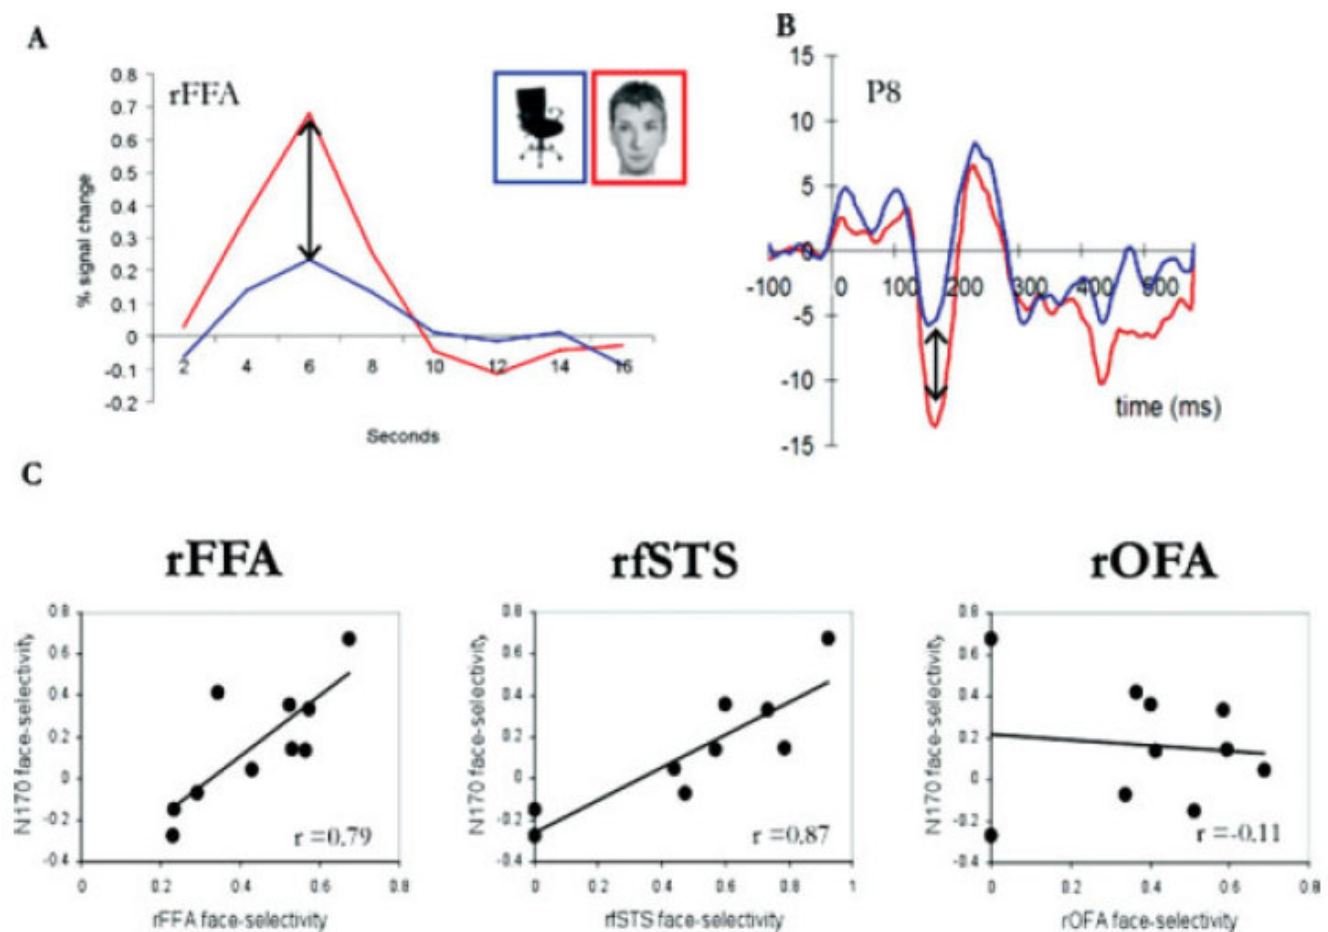 A
rFFA
% signal change
0.8
0.7
0.6
0.5
0.4
0.3
0.2
0.1
0
-0.1
-0.2
2 4 6 8 10 12 14 16
Seconds
B
P8
15
10
5
0
-5
-10
-15
-100 0 100 200 300 400 500
time (ms)
C
rFFA
N170 face-selectivity
0.8
0.6
0.4
0.2
0
-0.2
-0.4
r =0.79
0 0.2 0.4 0.6 0.8
rFFA face-selectivity
rfSTS
N170 face-selectivity
0.8
0.6
0.4
0.2
0
-0.2
-0.4
r =0.87
0 0.2 0.4 0.6 0.8 1
rfSTS face-selectivity
rOFA
N170 face-selectivity
0.8
0.6
0.4
0.2
0
-0.2
-0.4
r =-0.11
0 0.2 0.4 0.6 0.8
rOFA face-selectivity